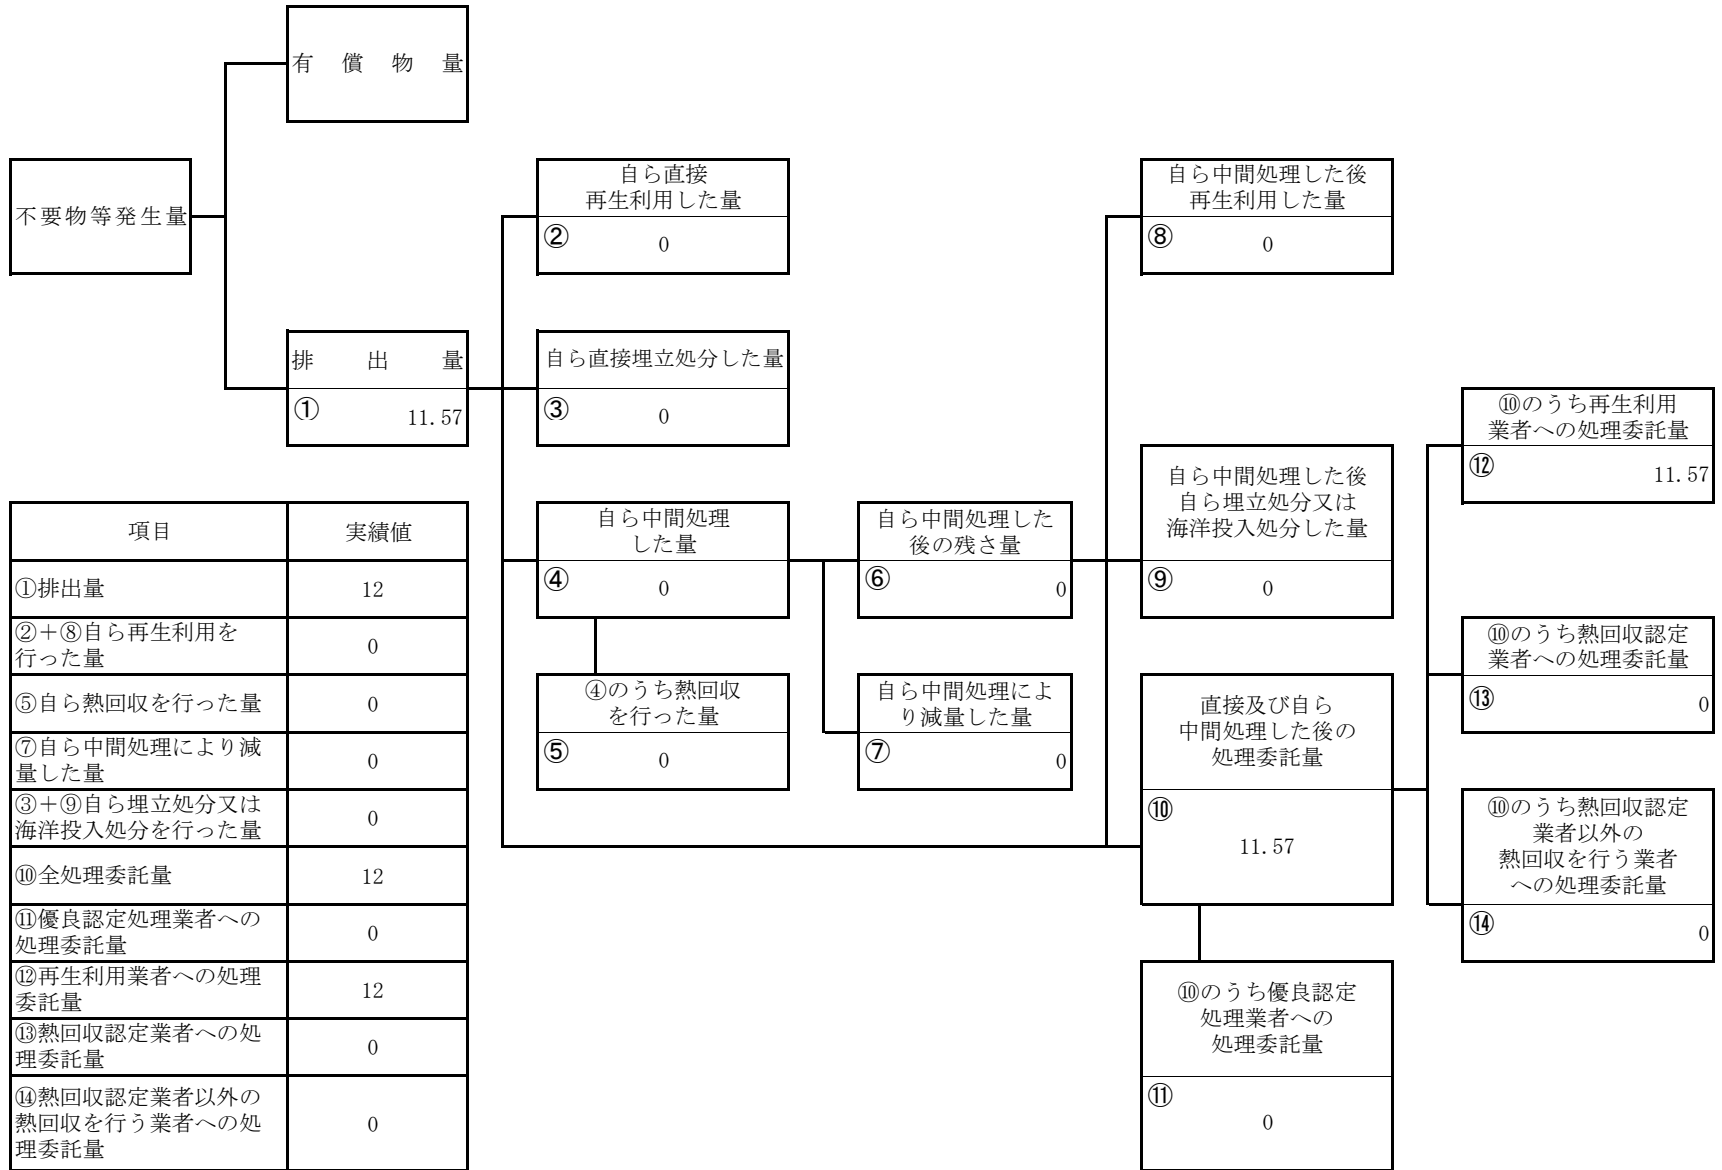 有償物量
不要物等発生量
排出量
①
11.57
自ら直接
再生利用した量
②
0
自ら直接埋立処分した量
③
0
自ら中間処理
した量
④
0
④のうち熱回収
を行った量
⑤
0
自ら中間処理した
後の残さ量
⑥
0
自ら中間処理によ
り減量した量
⑦
0
自ら中間処理した後
再生利用した量
⑧
0
自ら中間処理した後
自ら埋立処分又は
海洋投入処分した量
⑨
0
直接及び自ら
中間処理した後の
処理委託量
⑩
11.57
⑩のうち優良認定
処理業者への
処理委託量
⑪
0
⑩のうち再生利用
業者への処理委託量
⑫
11.57
⑩のうち熱回収認定
業者への処理委託量
⑬
0
⑩のうち熱回収認定
業者以外の
熱回収を行う業者
への処理委託量
⑭
0
項目 実績値
①排出量 12
②＋⑧自ら再生利用を
行った量 0
⑤自ら熱回収を行った量 0
⑦自ら中間処理により減
量した量 0
③＋⑨自ら埋立処分又は
海洋投入処分を行った量 0
⑩全処理委託量 12
⑪優良認定処理業者への
処理委託量 0
⑫再生利用業者への処理
委託量 12
⑬熱回収認定業者への処
理委託量 0
⑭熱回収認定業者以外の
熱回収を行う業者への処
理委託量 0